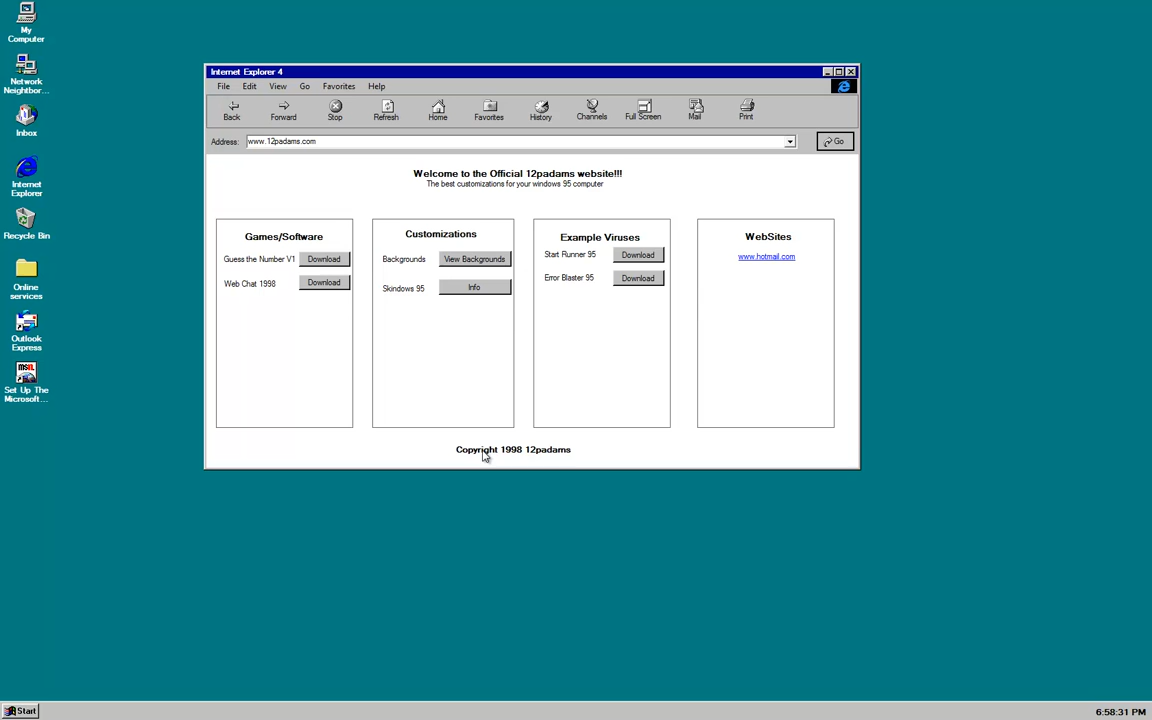 My
Computer
Network
Neighbor...
Inbox
Internet
Explorer
Recycle Bin
Online
services
Outlook
Express
msn.
Set Up The
Microsoft...
Internet Explorer 4
File Edit View Go Favorites Help
Back Forward Stop Refresh Home Favorites History Channels Full Screen Mail Print
Address: www.12padams.com Go
Welcome to the Official 12padams website!!!
The best customizations for your windows 95 computer
Games/Software
Guess the Number V1 Download
Web Chat 1998 Download
Customizations
Backgrounds View Backgrounds
Skindows 95 Info
Example Viruses
Start Runner 95 Download
Error Blaster 95 Download
WebSites
www.hotmail.com
Copyright 1998 12padams
Start
6:58:31 PM